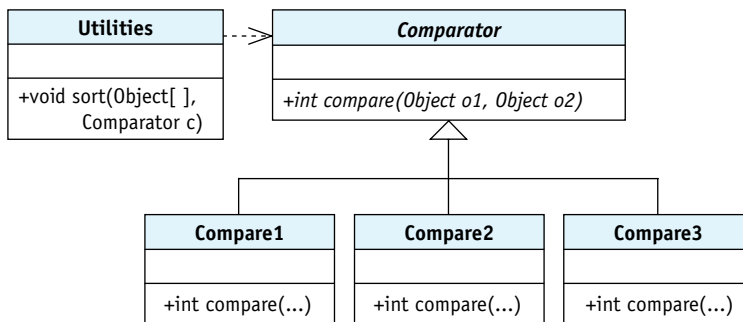 Utilities
+void sort(Object[ ],
Comparator c)
Comparator
+int compare(Object o1, Object o2)
Compare1
+int compare(...)
Compare2
+int compare(...)
Compare3
+int compare(...)